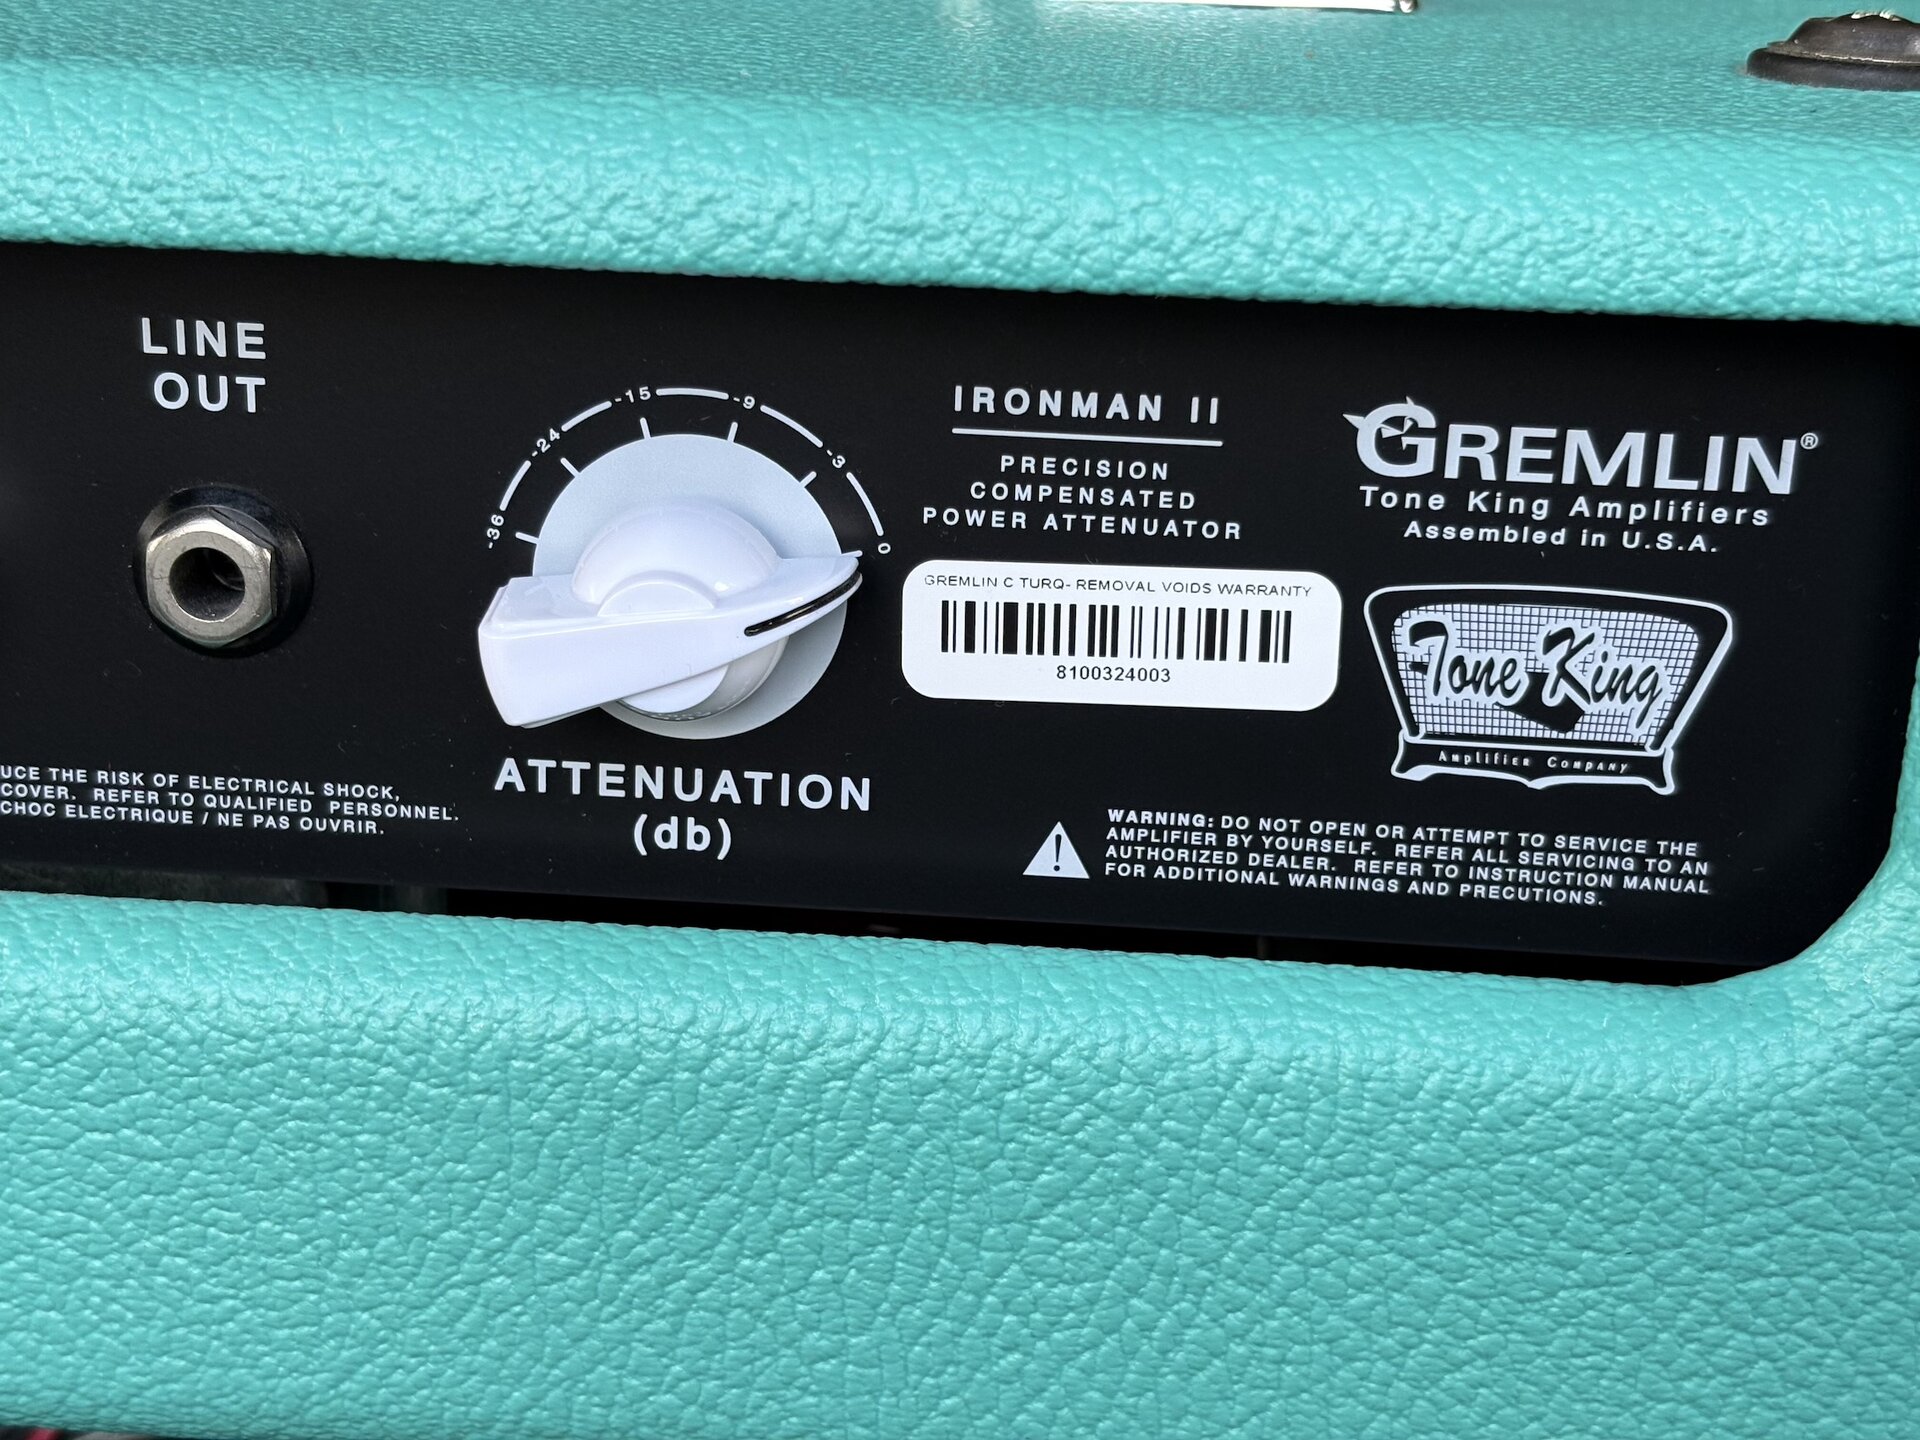 LINE
OUT
-36
-24
-15
-9
-3
0
ATTENUATION
(db)
UCE THE RISK OF ELECTRICAL SHOCK,
COVER. REFER TO QUALIFIED PERSONNEL.
CHOC ELECTRIQUE / NE PAS OUVRIR.
IRONMAN II
PRECISION
COMPENSATED
POWER ATTENUATOR
GREMLIN C TURQ- REMOVAL VOIDS WARRANTY
8100324003
GREMLIN®
Tone King Amplifiers
Assembled in U.S.A.
Tone King
Amplifier Company
WARNING: DO NOT OPEN OR ATTEMPT TO SERVICE THE
AMPLIFIER BY YOURSELF. REFER ALL SERVICING TO AN
AUTHORIZED DEALER. REFER TO INSTRUCTION MANUAL
FOR ADDITIONAL WARNINGS AND PRECUTIONS.